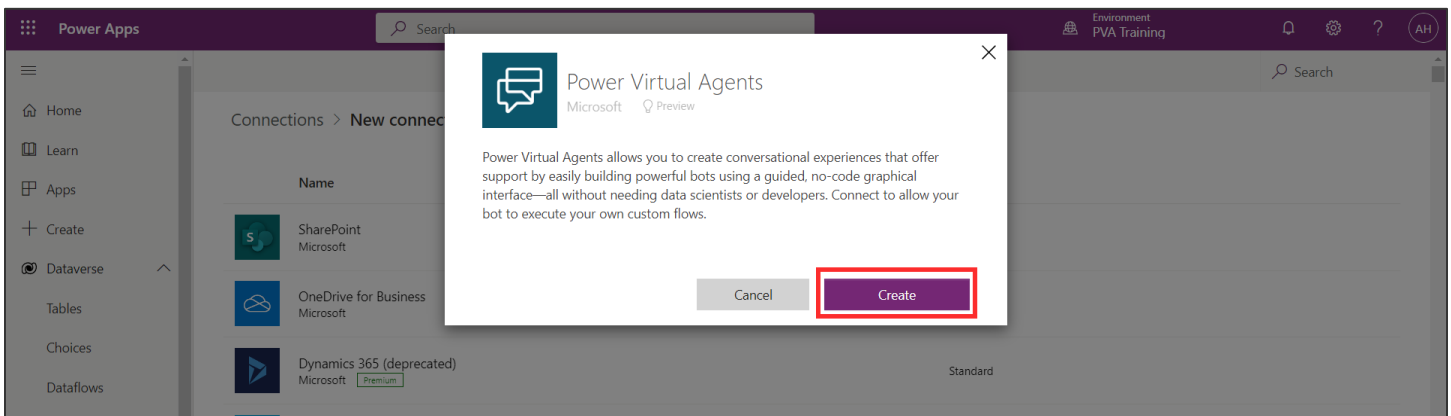 Power Apps
Search
Environment
PVA Training
?
AH
Search
Home
Learn
Apps
Create
Dataverse
Tables
Choices
Dataflows
Connections > New connec
Name
SharePoint
Microsoft
OneDrive for Business
Microsoft
Dynamics 365 (deprecated)
Microsoft Premium
Standard
Power Virtual Agents
Microsoft Preview
Power Virtual Agents allows you to create conversational experiences that offer
support by easily building powerful bots using a guided, no-code graphical
interface—all without needing data scientists or developers. Connect to allow your
bot to execute your own custom flows.
Cancel
Create